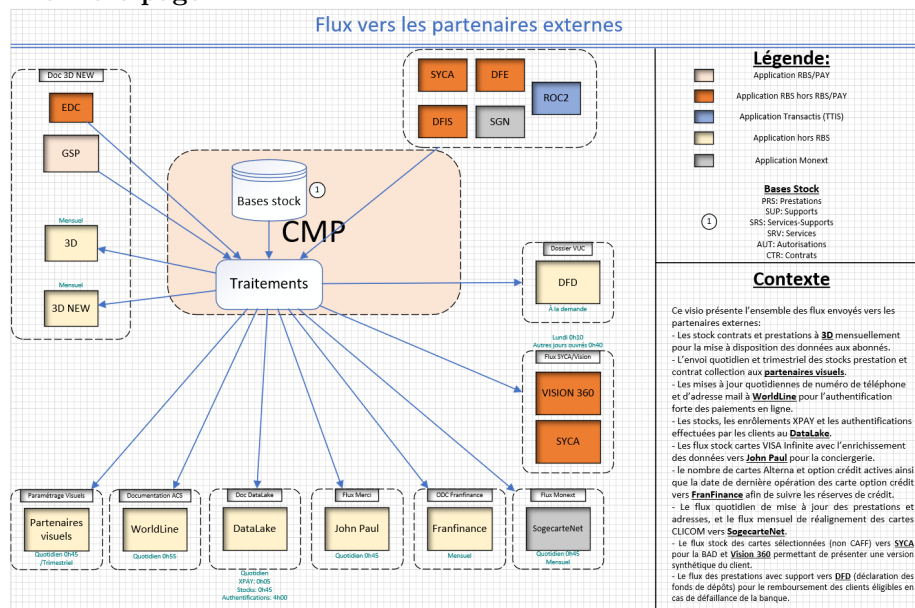 Flux vers les partenaires externes
Doc 3D NEW
EDC
GSP
Mensuel
3D
Mensuel
3D NEW
SYCA
DFE
ROC2
DFIS
SGN
Bases stock
1
CMP
Traitements
Dossier VUC
DFD
À la demande
Lundi 0h10
Autres jours ouvrés 0h40
Flux SYCA/Vision
VISION 360
SYCA
Paramétrage Visuels
Partenaires
visuels
Quotidien 0h45
/Trimestriel
Documentation ACS
WorldLine
Quotidien 0h55
Doc DataLake
DataLake
Quotidien
XPAY: 0h05
Stocks: 0h45
Authentifications: 4h00
Flux Merci
John Paul
Quotidien 0h45
ODC Franfinance
Franfinance
Mensuel
Flux Monext
SogecarteNet
Quotidien 0h45
Mensuel
Légende:
Application RBS/PAY
Application RBS hors RBS/PAY
Application Transactis (TTIS)
Application hors RBS
Application Monext
Bases Stock
PRS: Prestations
SUP: Supports
1
SRS: Services-Supports
SRV: Services
AUT: Autorisations
CTR: Contrats
Contexte
Ce visio présente l'ensemble des flux envoyés vers les
partenaires externes:
- Les stock contrats et prestations à 3D mensuellement
pour la mise à disposition des données aux abonnés.
- L'envoi quotidien et trimestriel des stocks prestation et
contrat collection aux partenaires visuels.
- Les mises à jour quotidiennes de numéro de téléphone
et d'adresse mail à WorldLine pour l'authentification
forte des paiements en ligne.
- Les stocks, les enrôlements XPAY et les authentifications
effectuées par les clients au DataLake.
- Les flux stock cartes VISA Infinite avec l'enrichissement
des données vers John Paul pour la conciergerie.
- le nombre de cartes Alterna et option crédit actives ainsi
que la date de dernière opération des carte option crédit
vers FranFinance afin de suivre les réserves de crédit.
- Le flux quotidien de mise à jour des prestations et
adresses, et le flux mensuel de réalignement des cartes
CLICOM vers SogecarteNet.
- Le flux stock des cartes sélectionnées (non CAFF) vers SYCA
pour la BAD et Vision 360 permettant de présenter une version
synthétique du client.
- Le flux des prestations avec support vers DFD (déclaration des
fonds de dépôts) pour le remboursement des clients éligibles en
cas de défaillance de la banque.